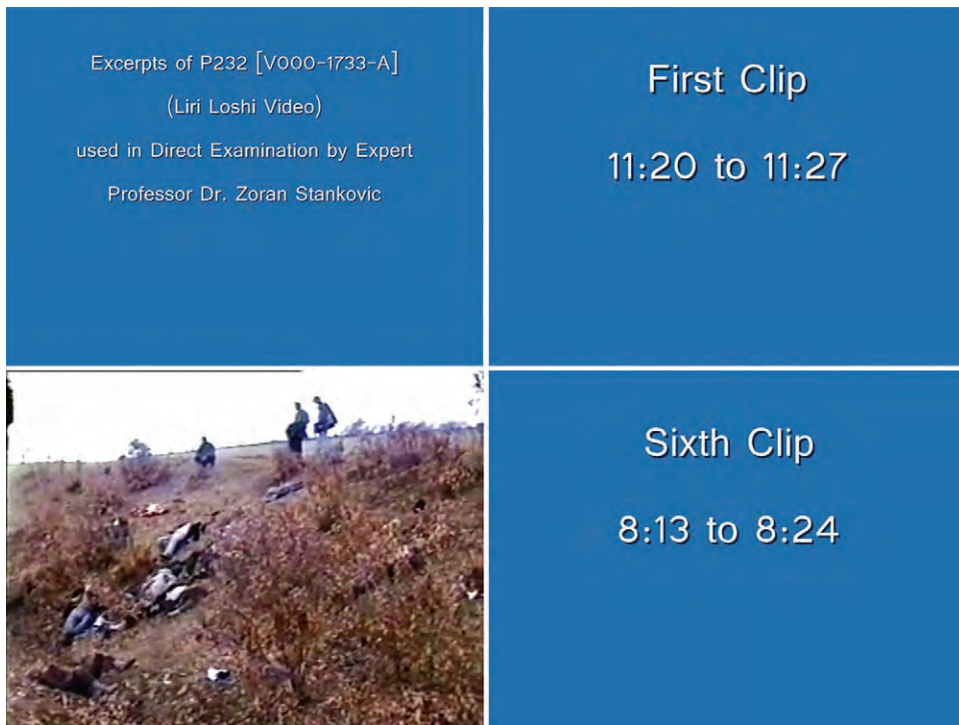 Excerpts of P232 [V000-1733-A]
(Liri Loshi Video)
used in Direct Examination by Expert
Professor Dr. Zoran Stankovic
First Clip
11:20 to 11:27
Sixth Clip
8:13 to 8:24